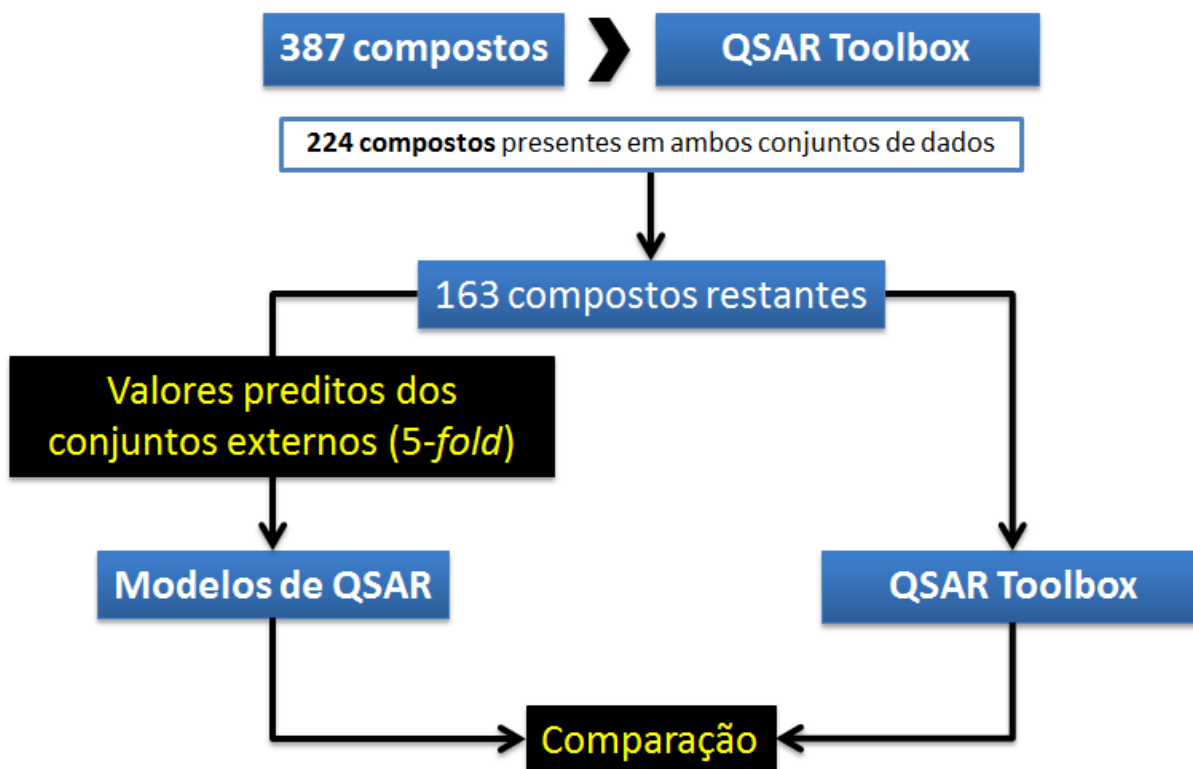 387 compostos
QSAR Toolbox
224 compostos presentes em ambos conjuntos de dados
163 compostos restantes
Valores preditos dos
conjuntos externos (5-fold)
Modelos de QSAR
QSAR Toolbox
Comparação